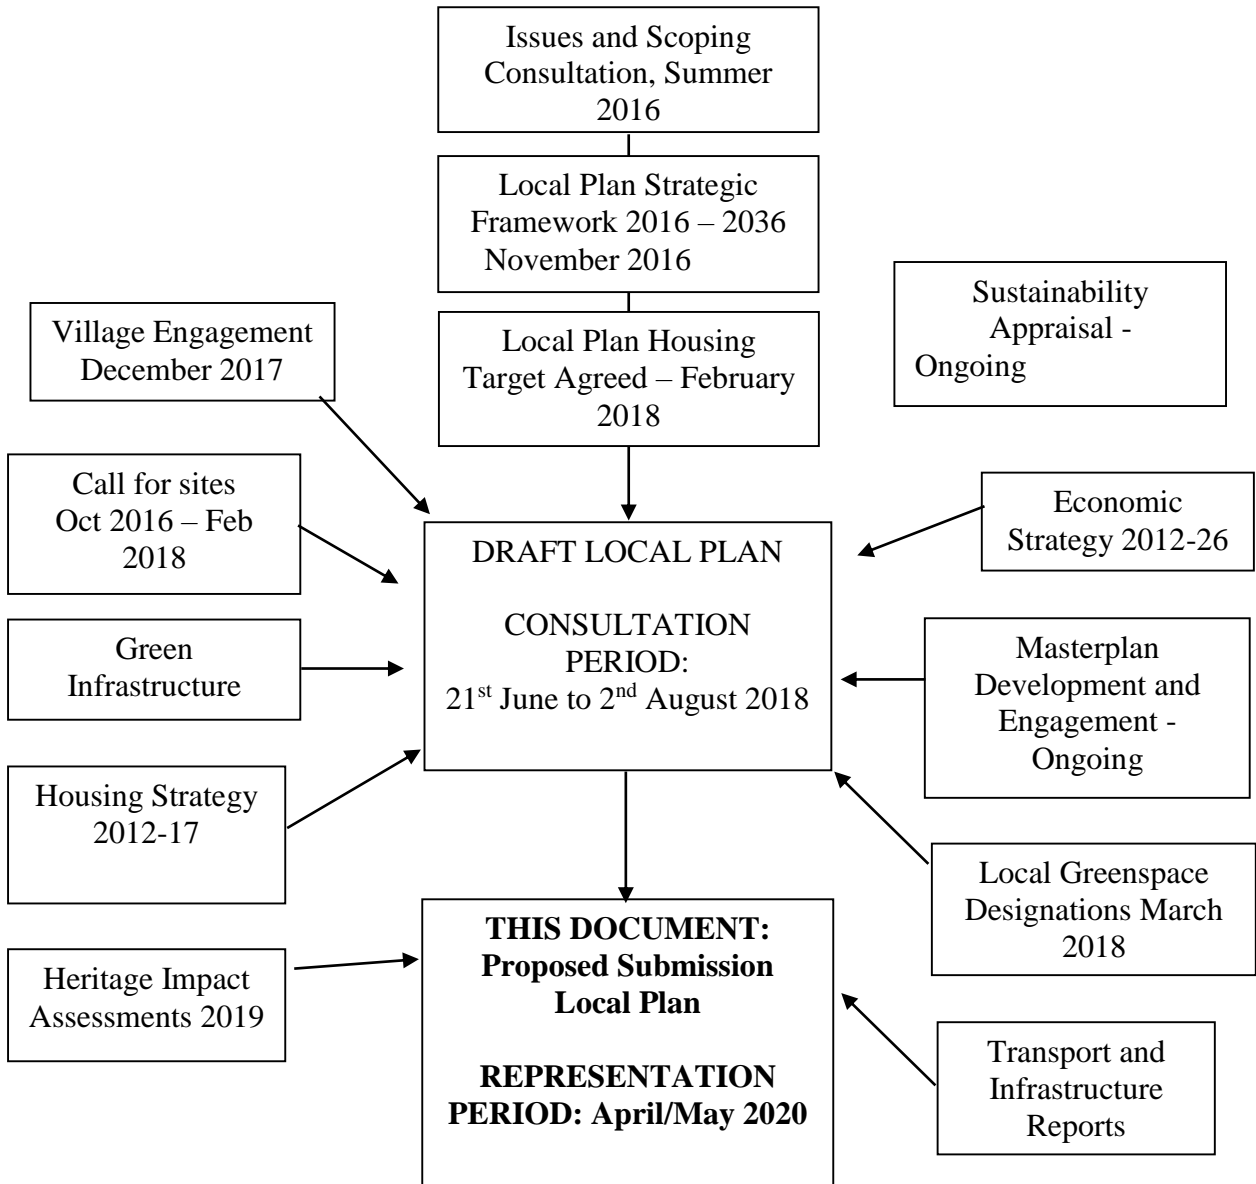 Issues and Scoping
Consultation, Summer
2016
Local Plan Strategic
Framework 2016 – 2036
November 2016
Sustainability
Appraisal -
Ongoing
Village Engagement
December 2017
Local Plan Housing
Target Agreed – February
2018
Call for sites
Oct 2016 – Feb
2018
Economic
Strategy 2012-26
DRAFT LOCAL PLAN
CONSULTATION
PERIOD:
21st June to 2nd August 2018
Green
Infrastructure
Masterplan
Development and
Engagement -
Ongoing
Housing Strategy
2012-17
Local Greenspace
Designations March
2018
THIS DOCUMENT:
Proposed Submission
Local Plan
REPRESENTATION
PERIOD: April/May 2020
Heritage Impact
Assessments 2019
Transport and
Infrastructure
Reports